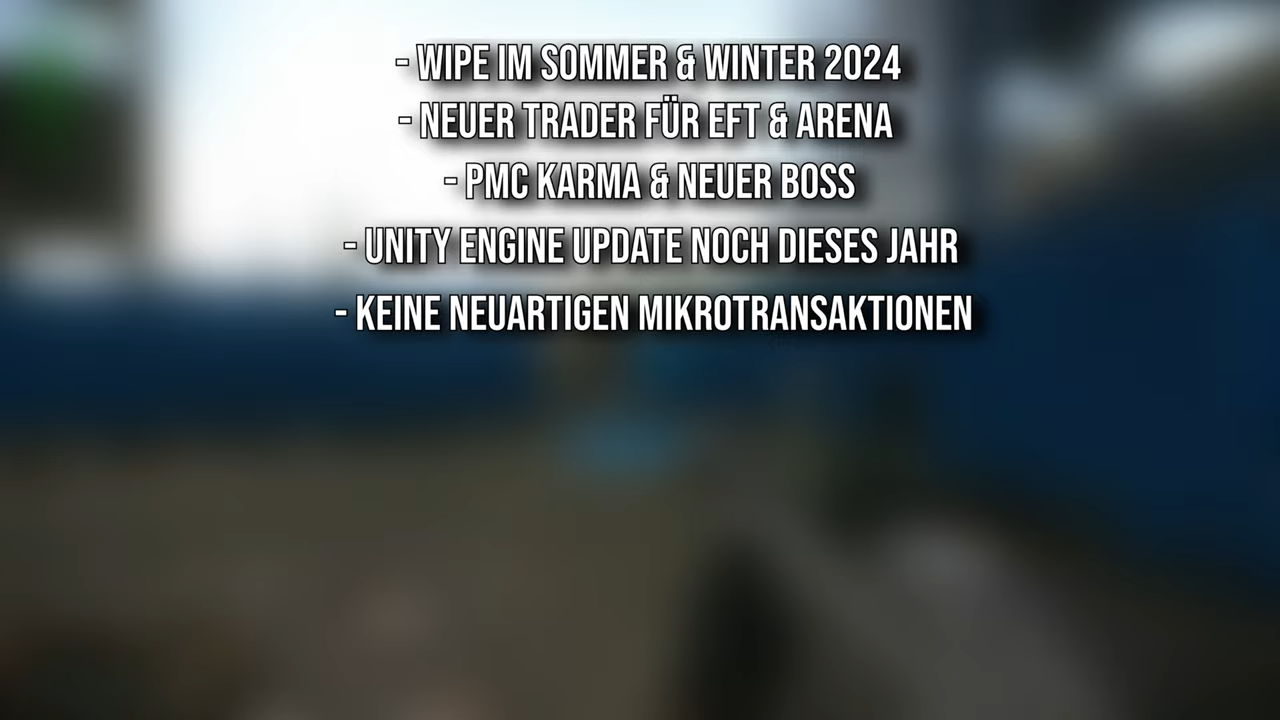 - WIPE IM SOMMER & WINTER 2024
- NEUER TRADER FÜR EFT & ARENA
- PMC KARMA & NEUER BOSS
- UNITY ENGINE UPDATE NOCH DIESES JAHR
- KEINE NEUARTIGEN MIKROTRANSAKTIONEN